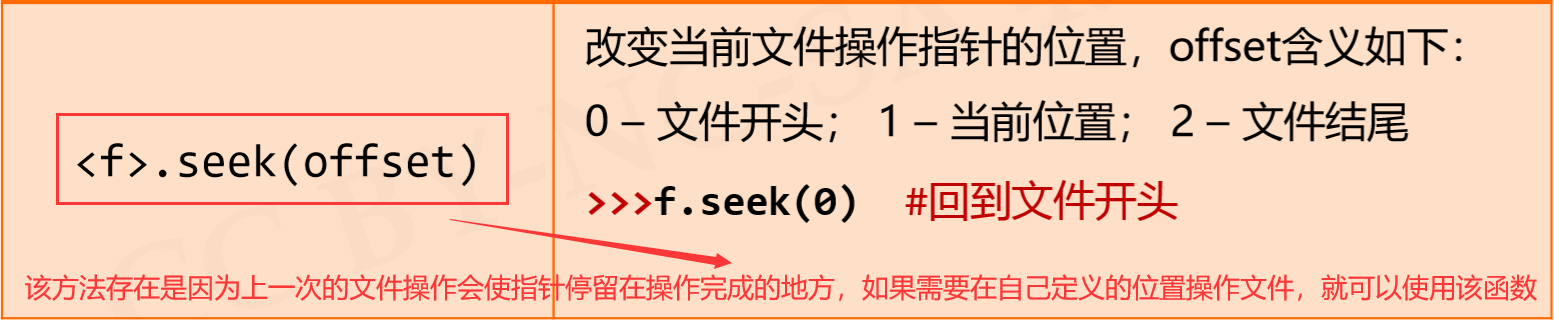 改变当前文件操作指针的位置，offset含义如下：
<f>.seek(offset)
0 – 文件开头； 1 – 当前位置； 2 – 文件结尾
>>>f.seek(0) #回到文件开头
该方法存在是因为上一次的文件操作会使指针停留在操作完成的地方，如果需要在自己定义的位置操作文件，就可以使用该函数
CC BY-NC-SA